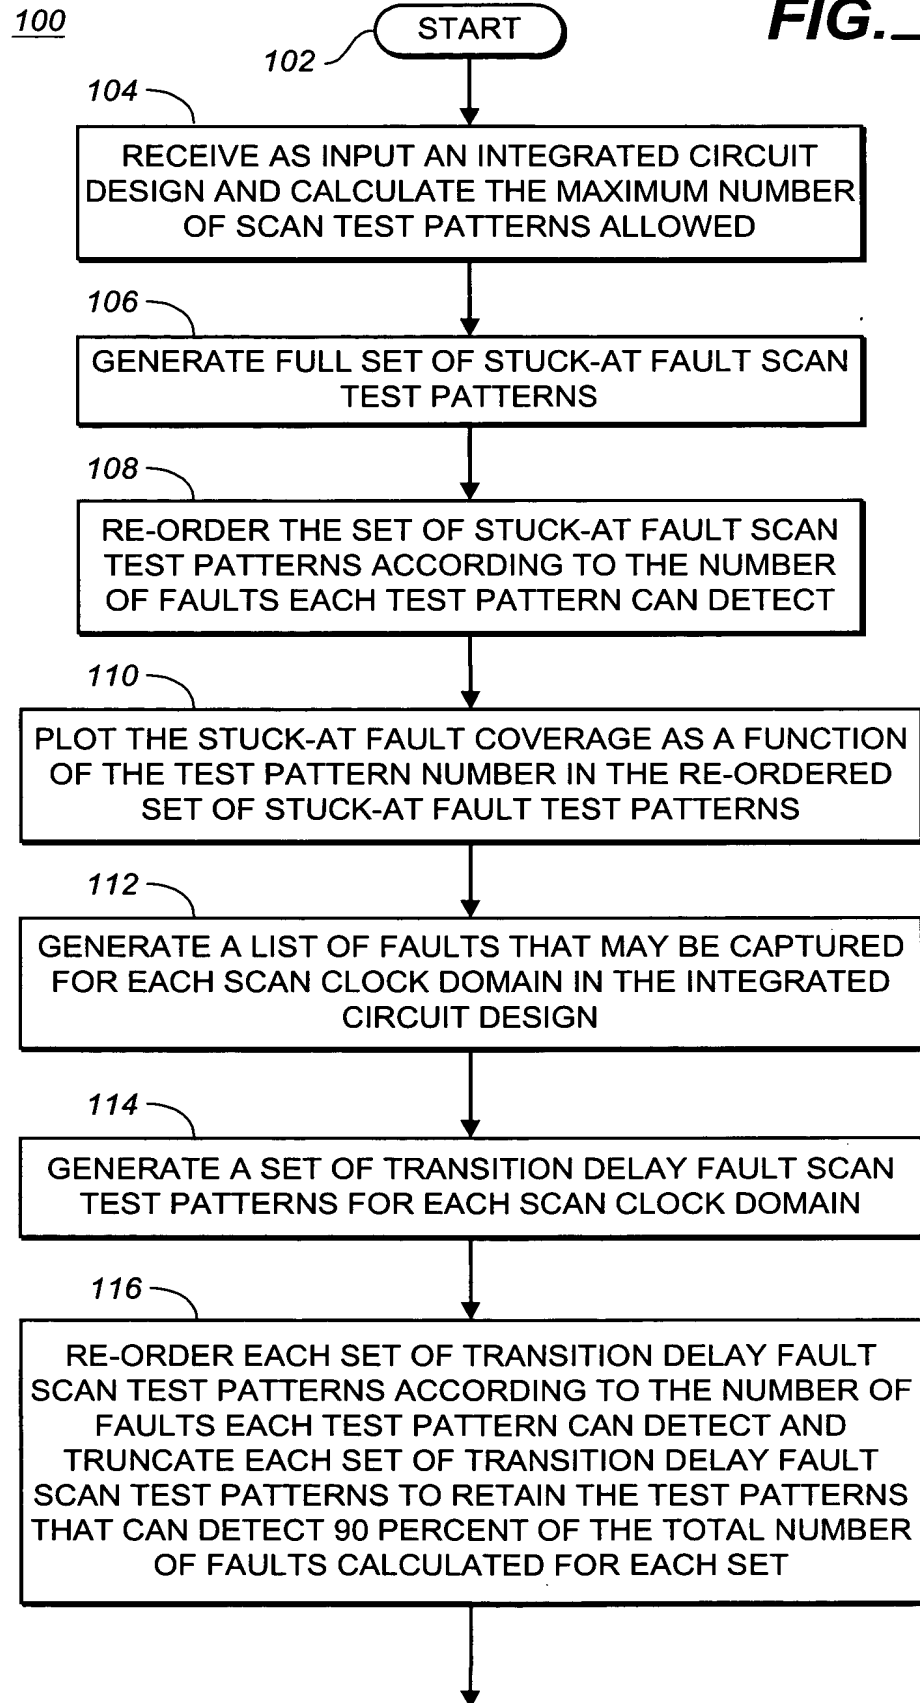 100
START
FIG._
102
104
RECEIVE AS INPUT AN INTEGRATED CIRCUIT
DESIGN AND CALCULATE THE MAXIMUM NUMBER
OF SCAN TEST PATTERNS ALLOWED
106
GENERATE FULL SET OF STUCK-AT FAULT SCAN
TEST PATTERNS
108
RE-ORDER THE SET OF STUCK-AT FAULT SCAN
TEST PATTERNS ACCORDING TO THE NUMBER
OF FAULTS EACH TEST PATTERN CAN DETECT
110
PLOT THE STUCK-AT FAULT COVERAGE AS A FUNCTION
OF THE TEST PATTERN NUMBER IN THE RE-ORDERED
SET OF STUCK-AT FAULT TEST PATTERNS
112
GENERATE A LIST OF FAULTS THAT MAY BE CAPTURED
FOR EACH SCAN CLOCK DOMAIN IN THE INTEGRATED
CIRCUIT DESIGN
114
GENERATE A SET OF TRANSITION DELAY FAULT SCAN
TEST PATTERNS FOR EACH SCAN CLOCK DOMAIN
116
RE-ORDER EACH SET OF TRANSITION DELAY FAULT
SCAN TEST PATTERNS ACCORDING TO THE NUMBER OF
FAULTS EACH TEST PATTERN CAN DETECT AND
TRUNCATE EACH SET OF TRANSITION DELAY FAULT
SCAN TEST PATTERNS TO RETAIN THE TEST PATTERNS
THAT CAN DETECT 90 PERCENT OF THE TOTAL NUMBER
OF FAULTS CALCULATED FOR EACH SET